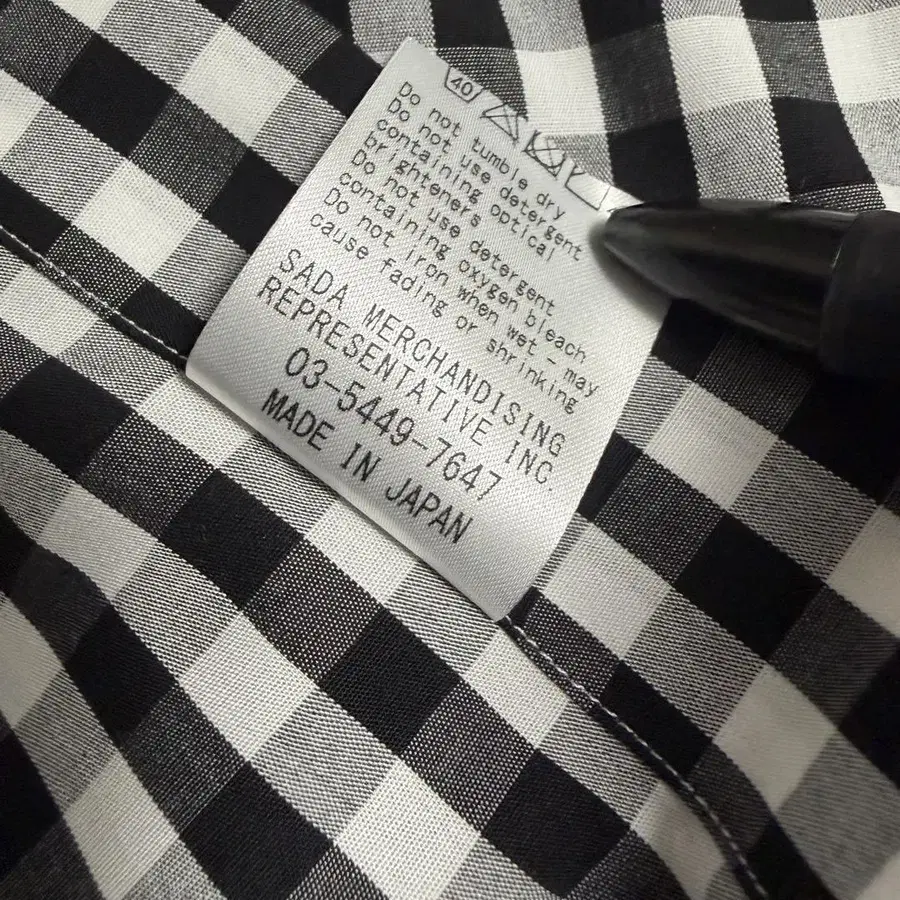 40
Do not tumble dry
Do not use detergent
containing optical
brighteners
Do not use detergent
containing oxygen bleach
Do not iron when wet - may
cause fading or shrinking
SADA MERCHANDISING
REPRESENTATIVE INC.
03-5449-7647
MADE IN JAPAN